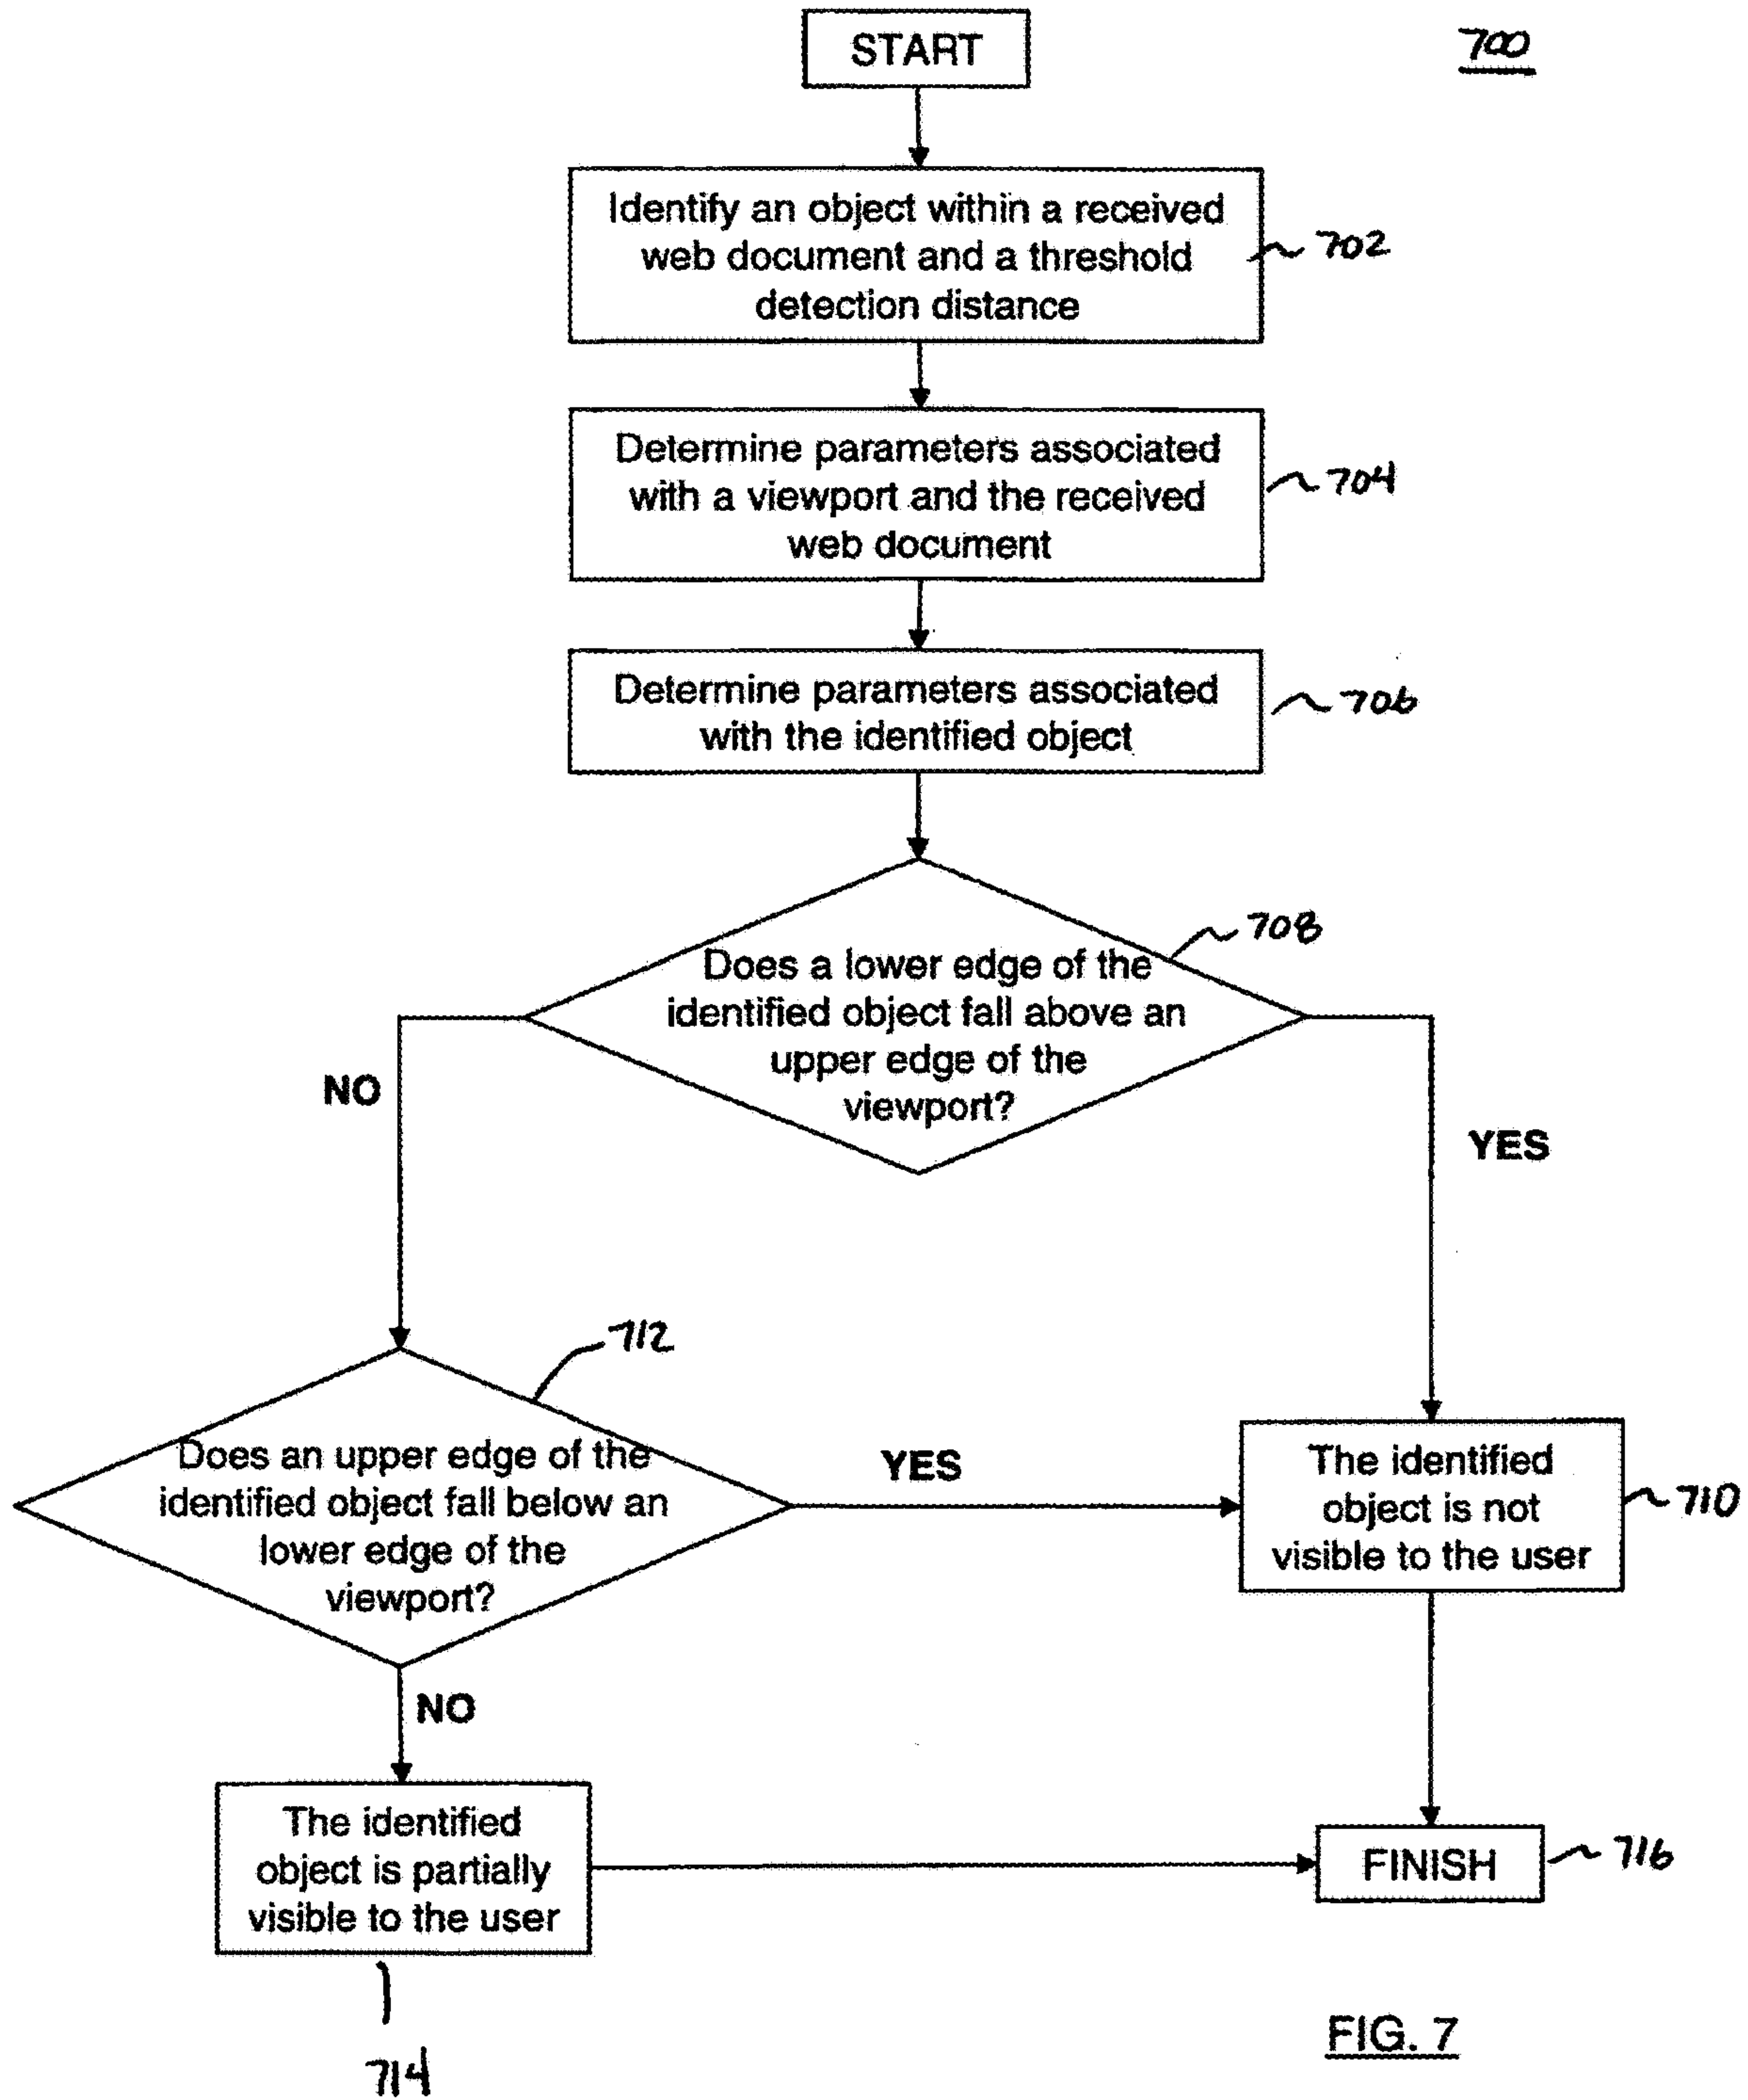 START
700
Identify an object within a received
web document and a threshold
detection distance
702
Determine parameters associated
with a viewport and the received
web document
704
Determine parameters associated
with the identified object
706
Does a lower edge of the
identified object fall above an
upper edge of the
viewport?
708
NO
YES
712
Does an upper edge of the
identified object fall below an
lower edge of the
viewport?
YES
The identified
object is not
visible to the user
710
NO
The identified
object is partially
visible to the user
FINISH
716
714
FIG. 7